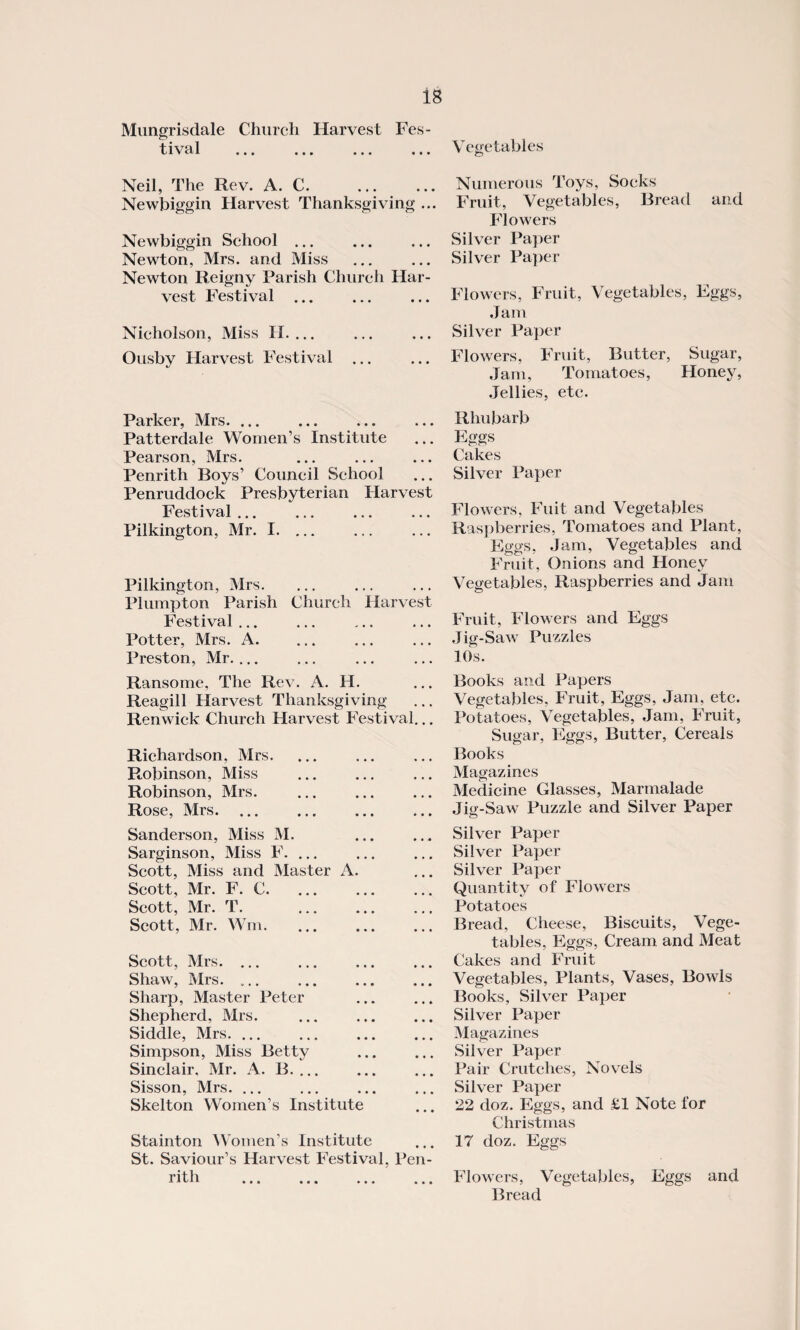 18
Mungrisdale Church Harvest Fes-
tival ... ... ... ... Vegetables
Neil, The Rev. A. C. ... ... Numerous Toys, Socks
Newbiggin Harvest Thanksgiving ... Fruit, Vegetables, Bread and
Flowers
Newbiggin School ... ... ... Silver Paper
Newton, Mrs. and Miss ... ... Silver Paper
Newton Reigny Parish Church Har-
vest Festival ... ... ... Flowers, Fruit, Vegetables, Eggs,
Jam
Nicholson, Miss H. ... ... ... Silver Paper
Ousby Harvest Festival ... ... Flowers, Fruit, Butter, Sugar,
Jam, Tomatoes, Honey,
Jellies, etc.
Parker, Mrs. ... ... ... ... Rhubarb
Patterdale Women's Institute ... Eggs
Pearson, Mrs. ... ... ... Cakes
Penrith Boys' Council School ... Silver Paper
Penruddock Presbyterian Harvest
Festival ... ... ... ... Flowers, Fuit and Vegetables
Pilkington, Mr. I. ... ... ... Raspberries, Tomatoes and Plant,
Eggs, Jam, Vegetables and
Fruit, Onions and Honey
Pilkington, Mrs. ... ... ... Vegetables, Raspberries and Jam
Plumpton Parish Church Harvest
Festival ... ... ... ... Fruit, Flowers and Eggs
Potter, Mrs. A. ... ... ... Jig-Saw Puzzles
Preston, Mr. ... ... ... ... 10s.
Ransome, The Rev. A. H. ... Books and Papers
Reagill Harvest Thanksgiving ... Vegetables, Fruit, Eggs, Jam, etc.
Renwick Church Harvest Festival... Potatoes, Vegetables, Jam, Fruit,
Sugar, Eggs, Butter, Cereals
Richardson, Mrs. ... ... ... Books
Robinson, Miss ... ... ... Magazines
Robinson, Mrs. ... ... ... Medicine Glasses, Marmalade
Rose, Mrs. ... ... ... ... Jig-Saw Puzzle and Silver Paper
Sanderson, Miss M. ... ... Silver Paper
Sarginson, Miss F. ... ... ... Silver Paper
Scott, Miss and Master A. ... Silver Paper
Scott, Mr. F. C. ... ... ... Quantity of Flowers
Scott, Mr. T. ... ... ... Potatoes
Scott, Mr. Wm. ... ... ... Bread, Cheese, Biscuits, Vege-
tables, Eggs, Cream and Meat
Scott, Mrs. ... ... ... ... Cakes and Fruit
Shaw, Mrs. ... ... ... ... Vegetables, Plants, Vases, Bowls
Sharp, Master Peter ... ... Books, Silver Paper
Shepherd, Mrs. ... ... ... Silver Paper
Siddle, Mrs. ... ... ... ... Magazines
Simpson, Miss Betty ... ... Silver Paper
Sinclair, Mr. A. B. ... ... ... Pair Crutches, Novels
Sisson, Mrs. ... ... ... ... Silver Paper
Skelton Women's Institute ... 22 doz. Eggs, and £1 Note for
Christmas
Stainton Women's Institute ... 17 doz. Eggs
St. Saviour's Harvest Festival, Pen-
rith ... ... ... ... Flowers, Vegetables, Eggs and
Bread